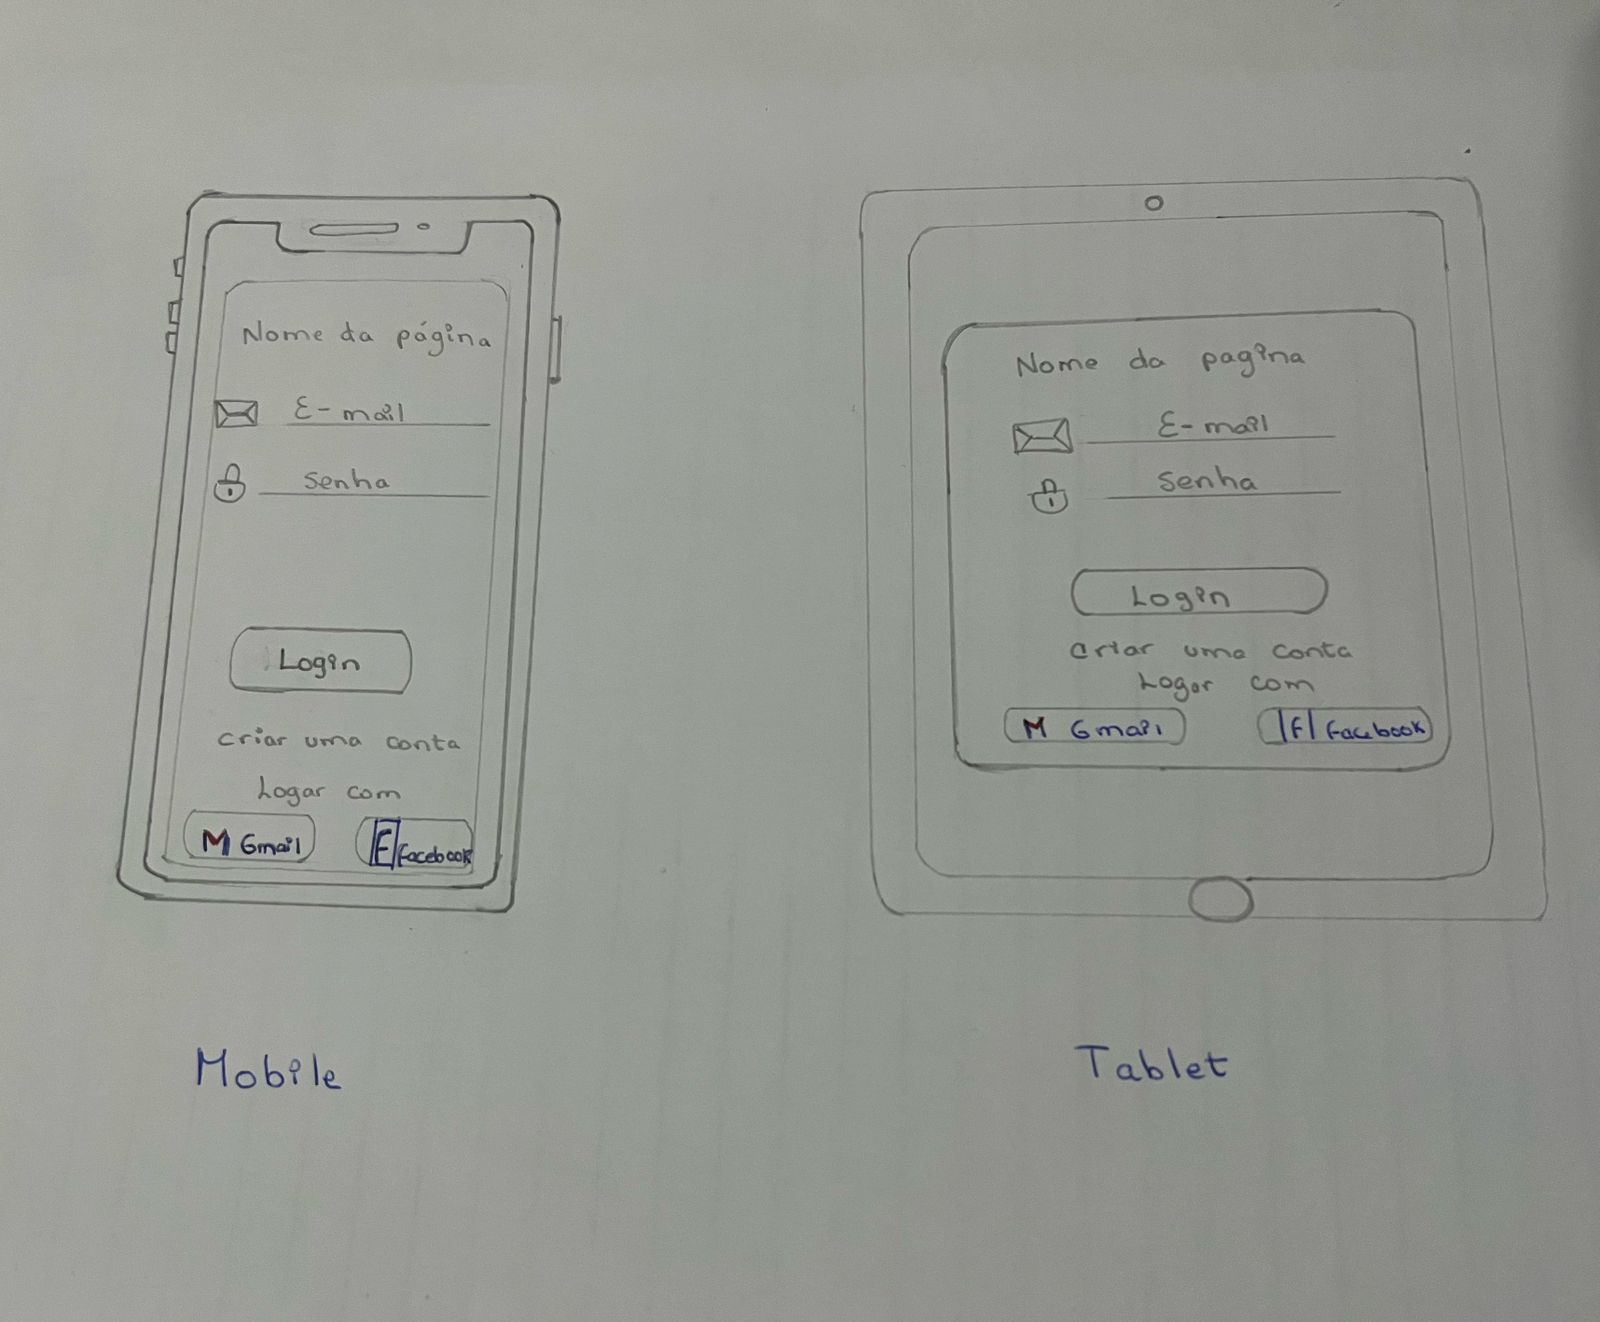 Nome da página
E-mail
senha
Login
criar uma conta
Logar com
M Gmail
F facebook
Mobile
Nome da pagina
E-mail
senha
Login
criar uma conta
Logar com
M Gmail
F facebook
Tablet